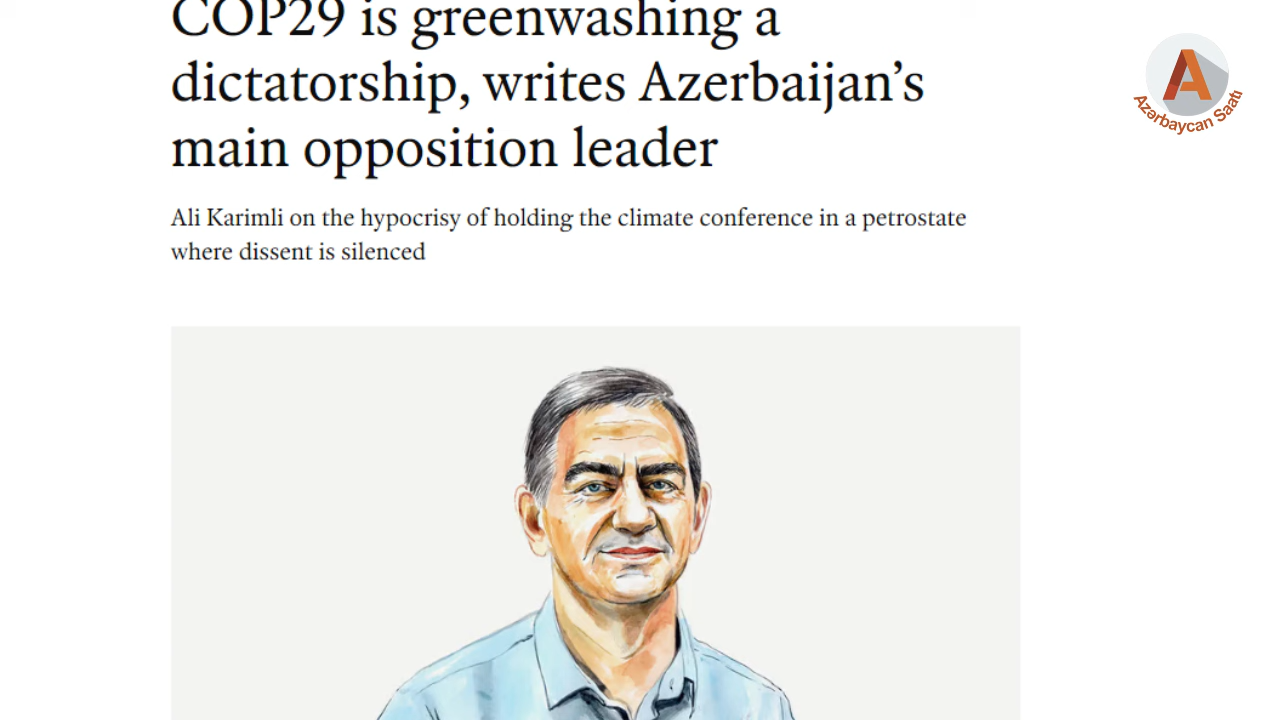 COP29 is greenwashing a
dictatorship, writes Azerbaijan’s
main opposition leader
Ali Karimli on the hypocrisy of holding the climate conference in a petrostate
where dissent is silenced
A
Azərbaycan Saatı